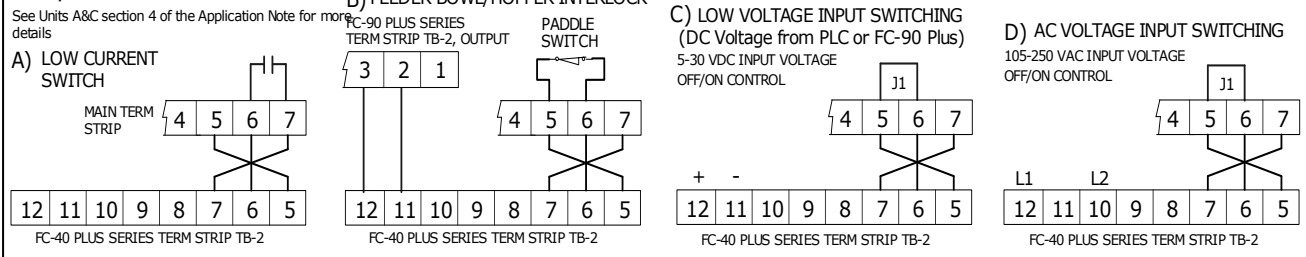 See Units A&C section 4 of the Application Note for more
details
A) LOW CURRENT
SWITCH
MAIN TERM
STRIP
4 5 6 7
12 11 10 9 8 7 6 5
FC-40 PLUS SERIES TERM STRIP TB-2
B) FEEDER BOWL/HOPPER INTERLOCK
FC-90 PLUS SERIES
TERM STRIP TB-2, OUTPUT
PADDLE
SWITCH
3 2 1
4 5 6 7
12 11 10 9 8 7 6 5
FC-40 PLUS SERIES TERM STRIP TB-2
C) LOW VOLTAGE INPUT SWITCHING
(DC Voltage from PLC or FC-90 Plus)
5-30 VDC INPUT VOLTAGE
OFF/ON CONTROL
J1
4 5 6 7
+ -
12 11 10 9 8 7 6 5
FC-40 PLUS SERIES TERM STRIP TB-2
D) AC VOLTAGE INPUT SWITCHING
105-250 VAC INPUT VOLTAGE
OFF/ON CONTROL
J1
4 5 6 7
L1 L2
12 11 10 9 8 7 6 5
FC-40 PLUS SERIES TERM STRIP TB-2